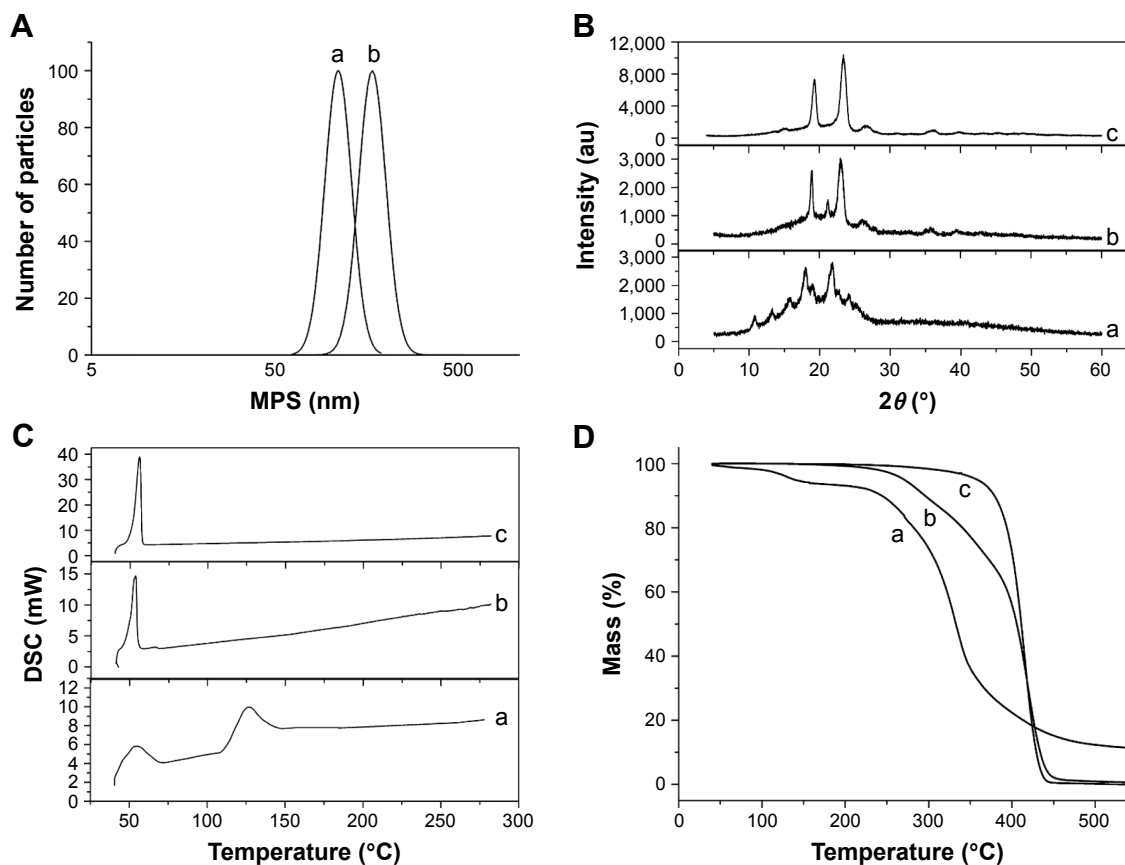 A
a b
100
80
60
40
20
0
Number of particles
5 50 500
MPS (nm)
B
12,000
8,000
4,000
0
c
3,000
2,000
1,000
0
b
3,000
2,000
1,000
0
a
Intensity (au)
0 10 20 30 40 50 60
2θ (°)
C
40
30
20
10
0
c
15
10
5
0
b
12
10
8
6
4
2
0
a
DSC (mW)
50 100 150 200 250 300
Temperature (°C)
D
100
80
60
40
20
0
c
b
a
Mass (%)
0 100 200 300 400 500
Temperature (°C)